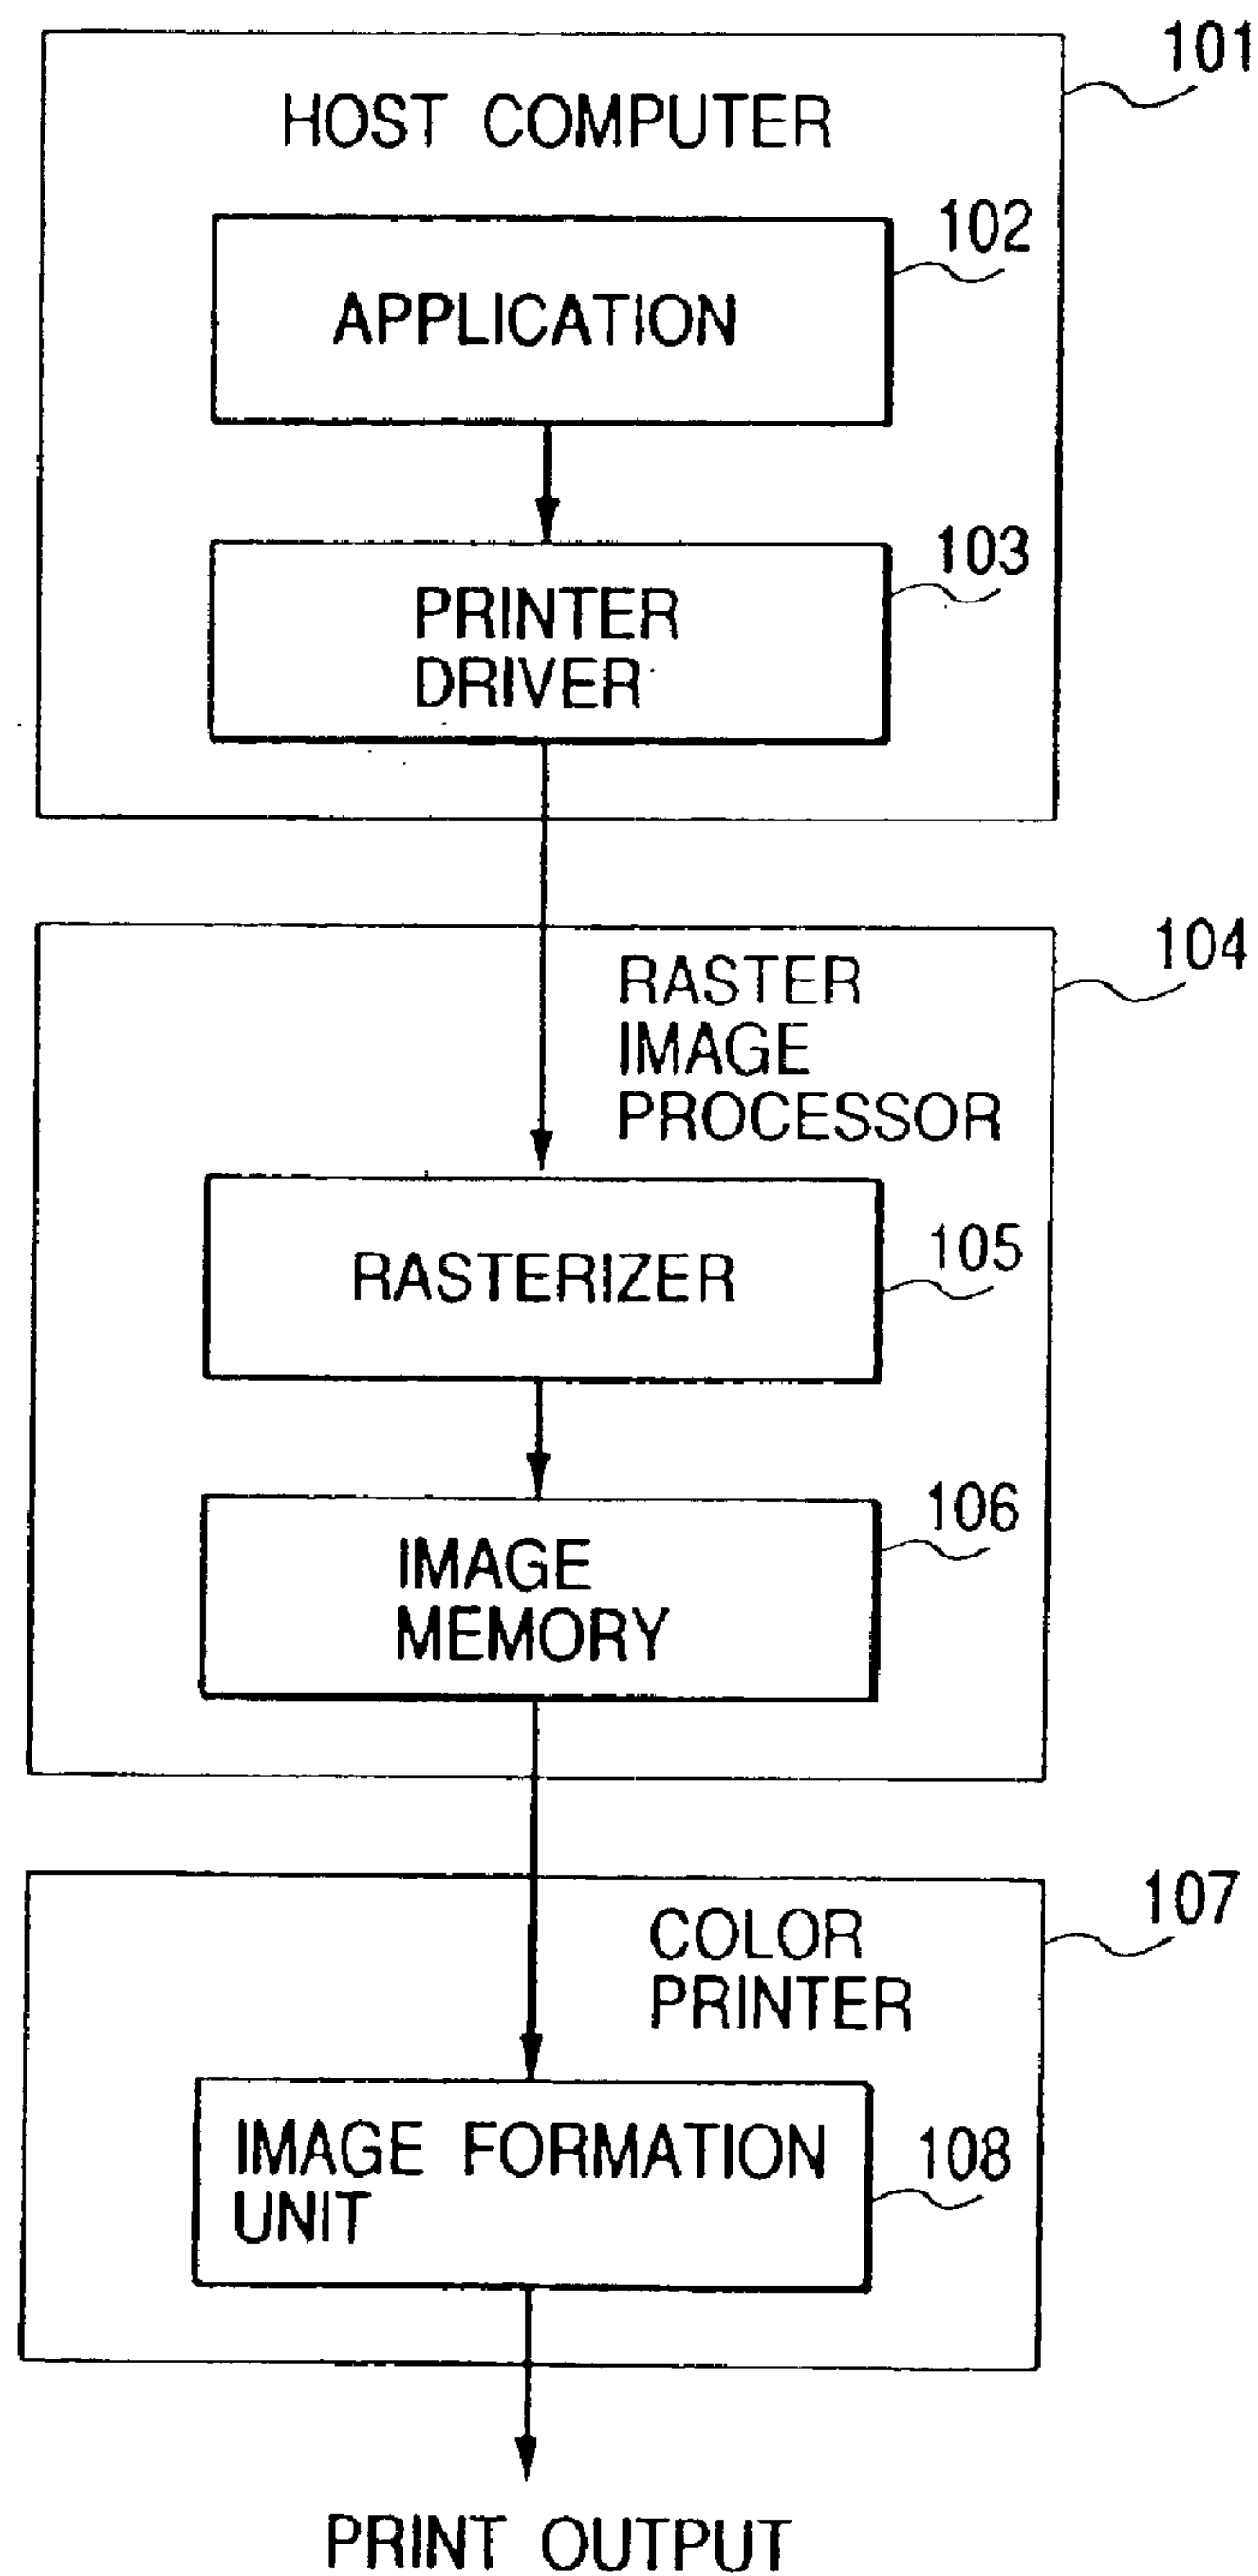 101
HOST COMPUTER
102
APPLICATION
103
PRINTER
DRIVER
104
RASTER
IMAGE
PROCESSOR
105
RASTERIZER
106
IMAGE
MEMORY
107
COLOR
PRINTER
108
IMAGE FORMATION
UNIT
PRINT OUTPUT